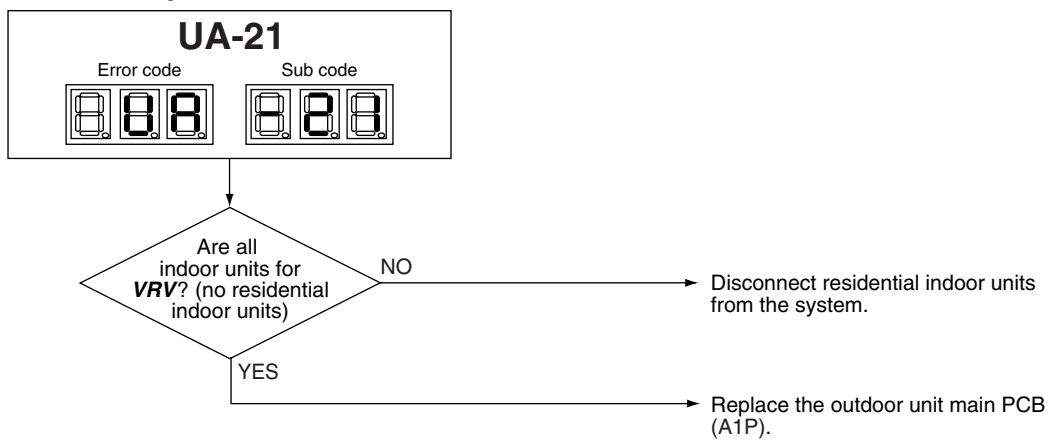 UA-21
Error code
Sub code
UA
-21
Are all
indoor units for
VRV? (no residential
indoor units)
NO
Disconnect residential indoor units
from the system.
YES
Replace the outdoor unit main PCB
(A1P).